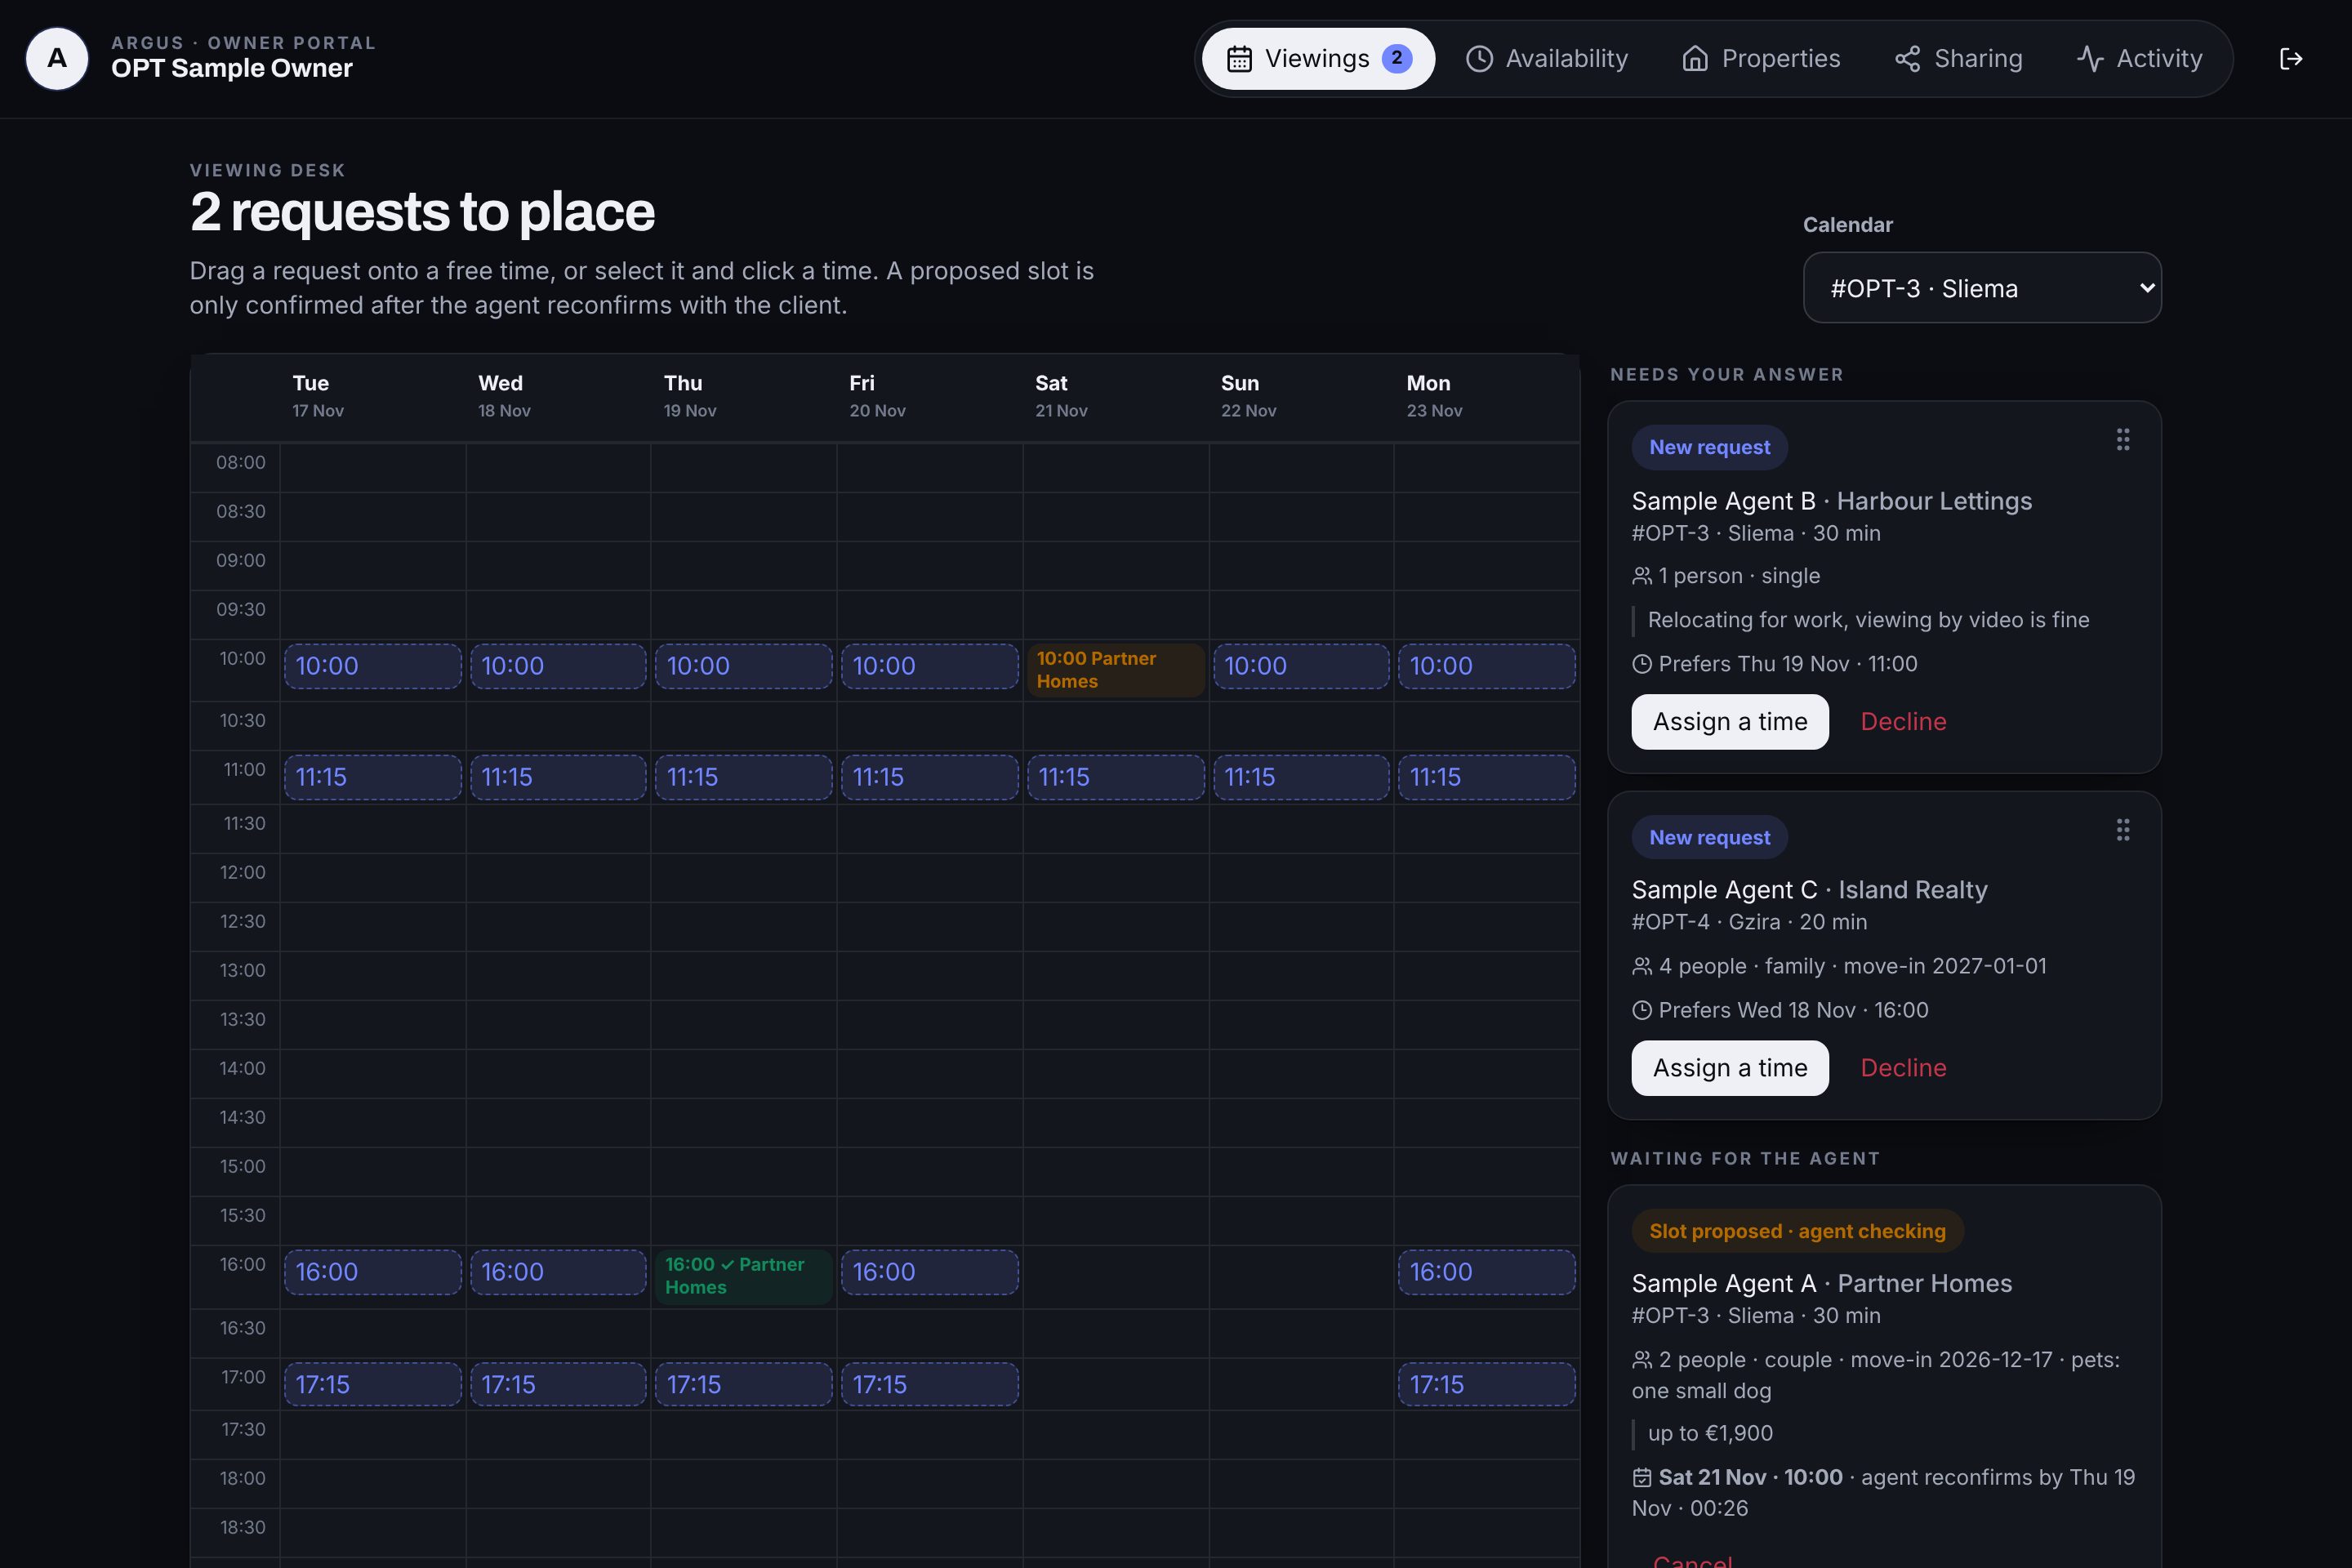 A
ARGUS · OWNER PORTAL
OPT Sample Owner
Viewings 2
Availability
Properties
Sharing
Activity
VIEWING DESK
2 requests to place
Drag a request onto a free time, or select it and click a time. A proposed slot is
only confirmed after the agent reconfirms with the client.
Calendar
#OPT-3 · Sliema
Tue Wed Thu Fri Sat Sun Mon
17 Nov 18 Nov 19 Nov 20 Nov 21 Nov 22 Nov 23 Nov
08:00
08:30
09:00
09:30
10:00 10:00 10:00 10:00 10:00 10:00 Partner 10:00 10:00
Homes
10:30
11:00 11:15 11:15 11:15 11:15 11:15 11:15 11:15
11:30
12:00
12:30
13:00
13:30
14:00
14:30
15:00
15:30
16:00 16:00 16:00 16:00 ✓ Partner 16:00 16:00
Homes
16:30
17:00 17:15 17:15 17:15 17:15 17:15
17:30
18:00
18:30
NEEDS YOUR ANSWER
New request
Sample Agent B · Harbour Lettings
#OPT-3 · Sliema · 30 min
1 person · single
Relocating for work, viewing by video is fine
Prefers Thu 19 Nov · 11:00
Assign a time Decline
New request
Sample Agent C · Island Realty
#OPT-4 · Gzira · 20 min
4 people · family · move-in 2027-01-01
Prefers Wed 18 Nov · 16:00
Assign a time Decline
WAITING FOR THE AGENT
Slot proposed · agent checking
Sample Agent A · Partner Homes
#OPT-3 · Sliema · 30 min
2 people · couple · move-in 2026-12-17 · pets:
one small dog
up to €1,900
Sat 21 Nov · 10:00 · agent reconfirms by Thu 19
Nov · 00:26
Cancel